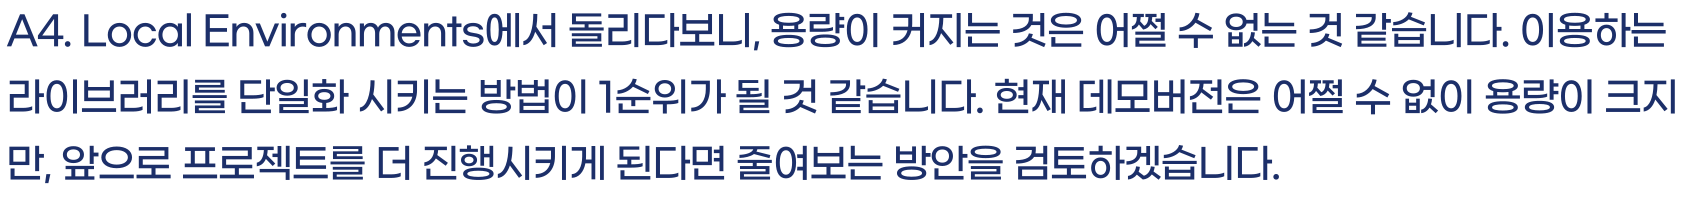 A4. Local Environments에서 돌리다보니, 용량이 커지는 것은 어쩔 수 없는 것 같습니다. 이용하는
라이브러리를 단일화 시키는 방법이 1순위가 될 것 같습니다. 현재 데모버전은 어쩔 수 없이 용량이 크지
만, 앞으로 프로젝트를 더 진행시키게 된다면 줄여보는 방안을 검토하겠습니다.